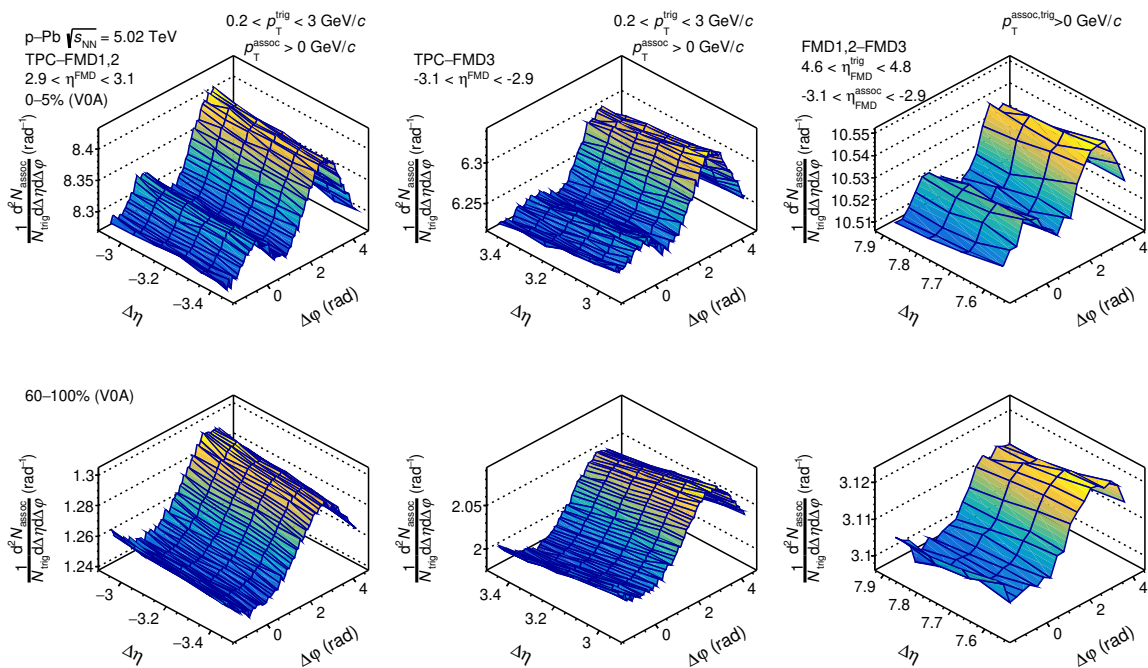 p–Pb √s_NN = 5.02 TeV
TPC–FMD1,2
2.9 < η^FMD < 3.1
0–5% (V0A)
0.2 < p_T^trig < 3 GeV/c
p_T^assoc > 0 GeV/c
1/N_trig d²N_assoc/dΔηdΔφ (rad⁻¹)
8.4
8.35
8.3
−3
−3.2
−3.4
Δη
0
2
4
Δφ (rad)
TPC–FMD3
-3.1 < η^FMD < -2.9
0.2 < p_T^trig < 3 GeV/c
p_T^assoc > 0 GeV/c
1/N_trig d²N_assoc/dΔηdΔφ (rad⁻¹)
6.3
6.25
3.4
3.2
3
Δη
0
2
4
Δφ (rad)
FMD1,2–FMD3
4.6 < η_FMD^trig < 4.8
-3.1 < η_FMD^assoc < -2.9
p_T^assoc,trig >0 GeV/c
1/N_trig d²N_assoc/dΔηdΔφ (rad⁻¹)
10.55
10.54
10.53
10.52
10.51
7.9
7.8
7.7
7.6
Δη
0
2
4
Δφ (rad)
60–100% (V0A)
1/N_trig d²N_assoc/dΔηdΔφ (rad⁻¹)
1.3
1.28
1.26
1.24
−3
−3.2
−3.4
Δη
0
2
4
Δφ (rad)
1/N_trig d²N_assoc/dΔηdΔφ (rad⁻¹)
2.05
2
3.4
3.2
3
Δη
0
2
4
Δφ (rad)
1/N_trig d²N_assoc/dΔηdΔφ (rad⁻¹)
3.12
3.11
3.1
7.9
7.8
7.7
7.6
Δη
0
2
4
Δφ (rad)